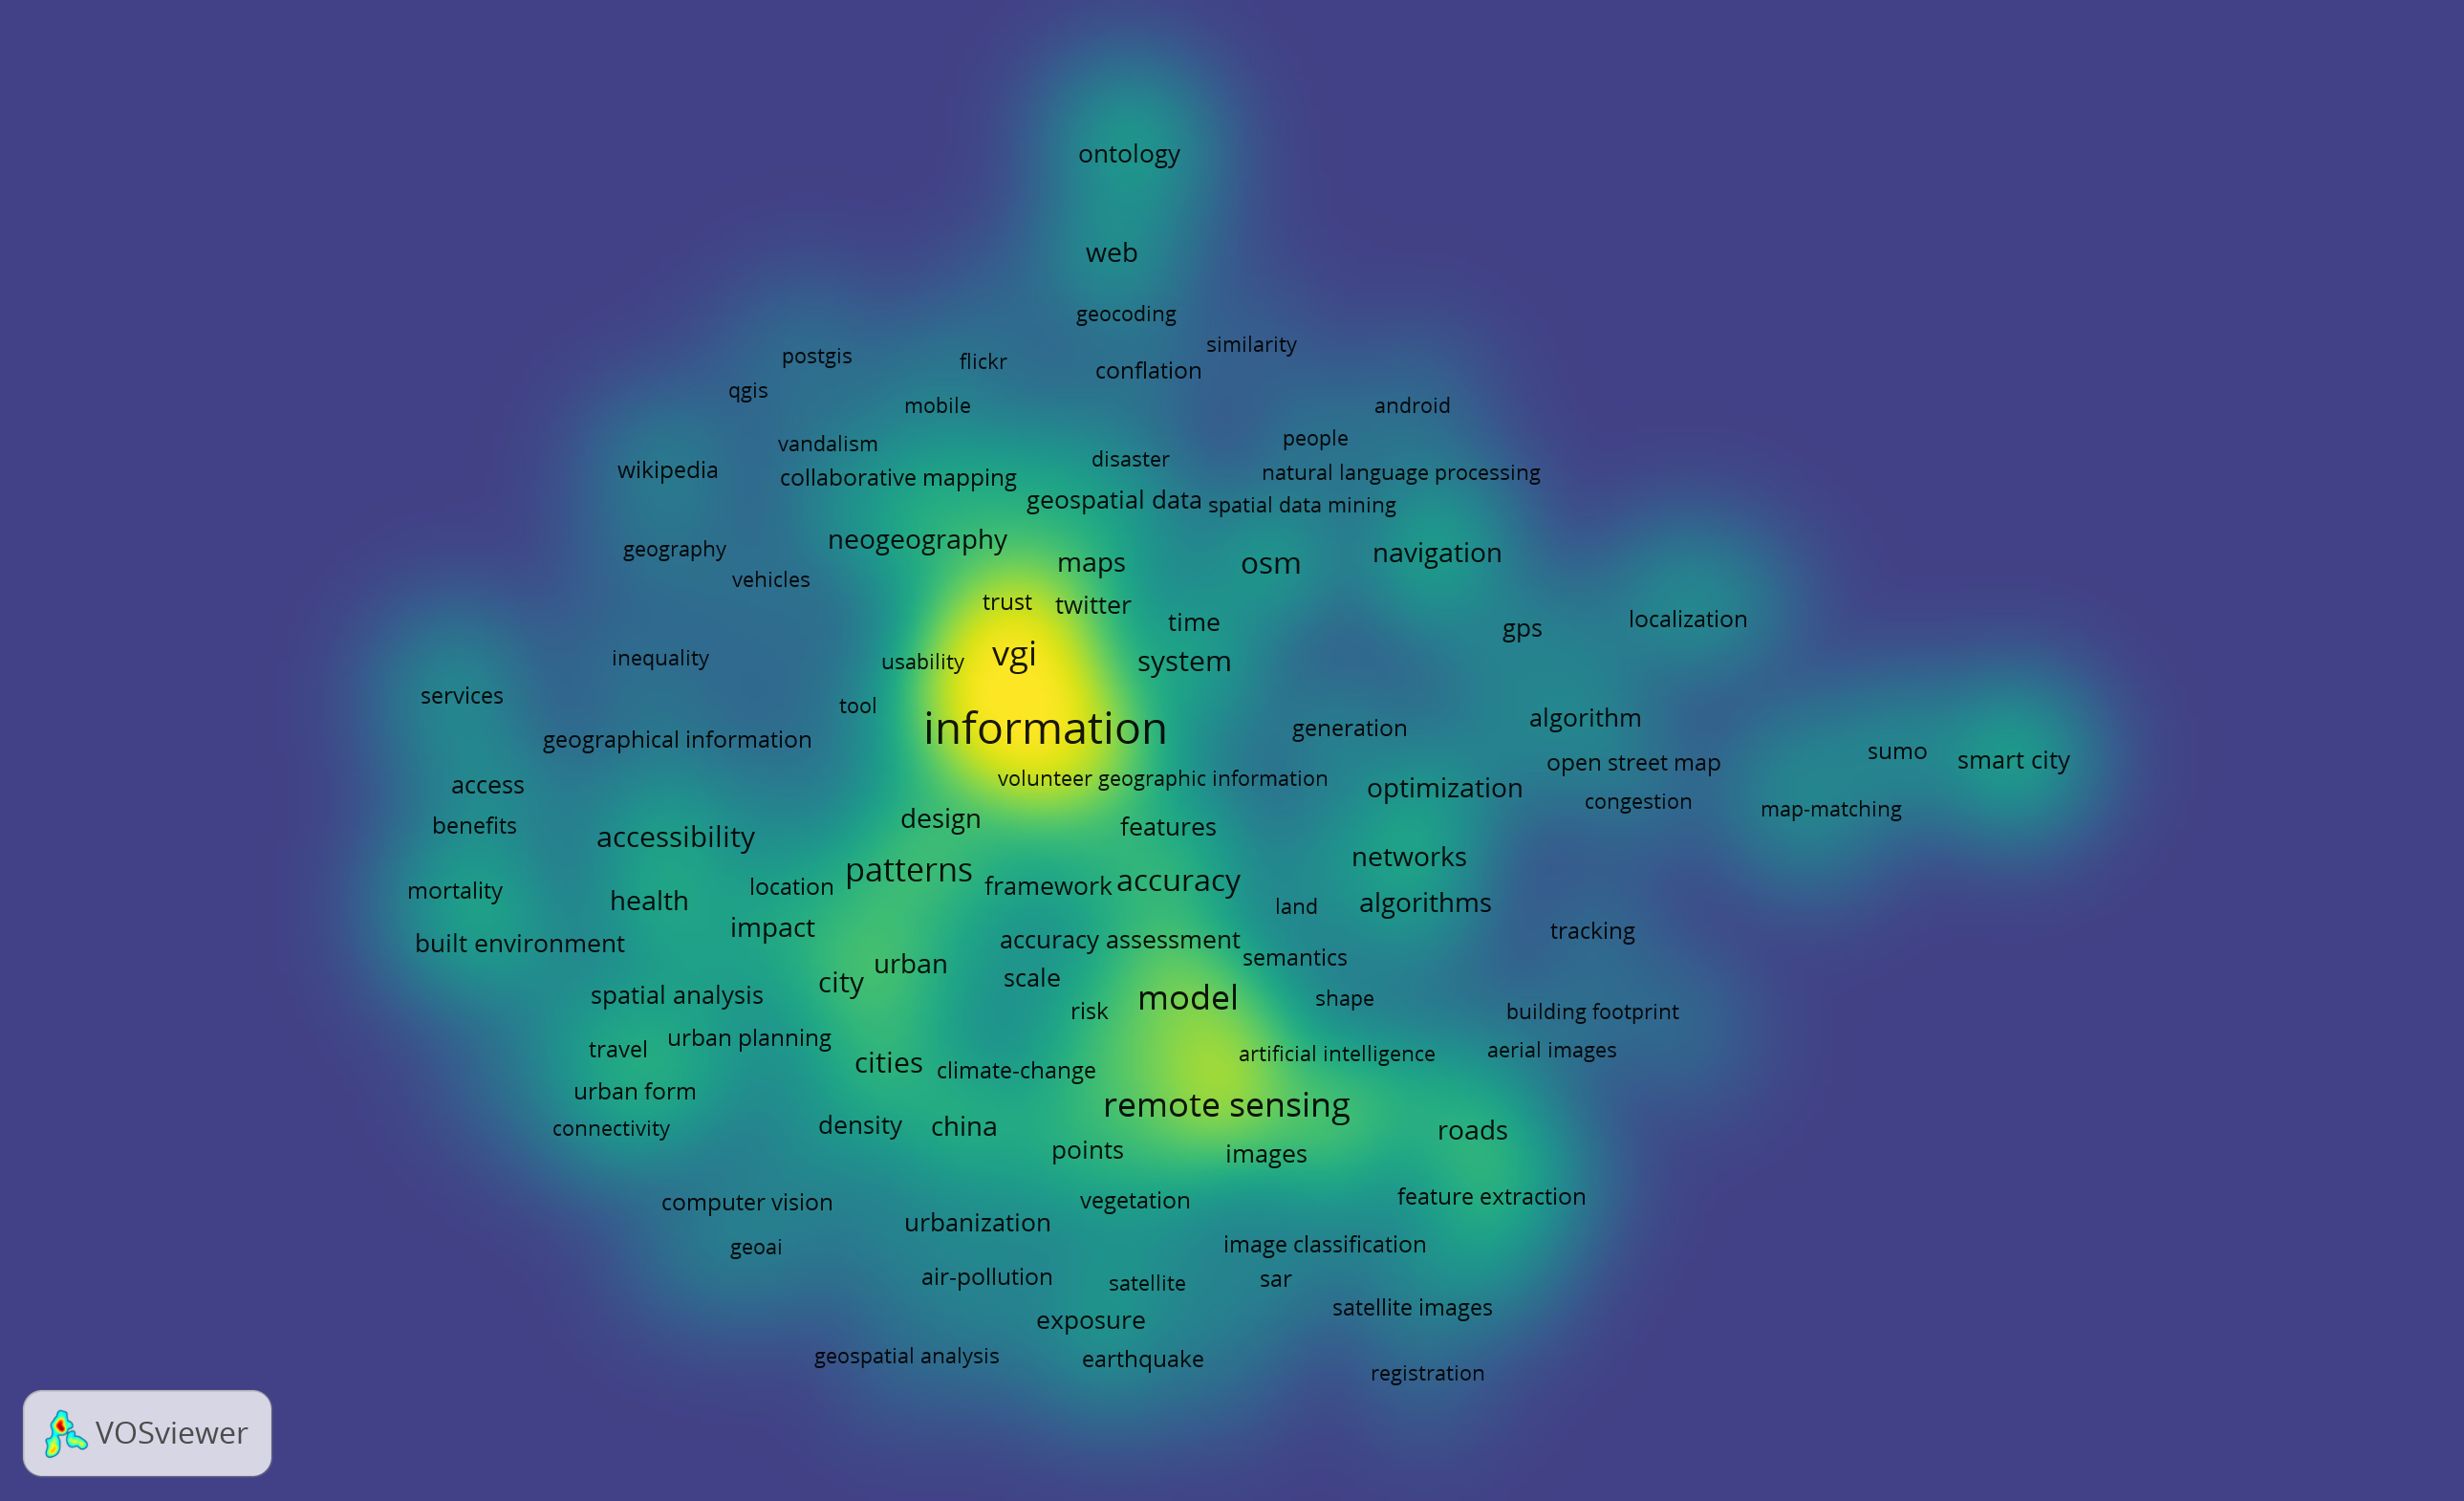 ontology
web
geocoding
similarity
postgis
flickr
conflation
qgis
mobile
android
vandalism
people
wikipedia
collaborative mapping
disaster
natural language processing
geospatial data
spatial data mining
neogeography
geography
maps
osm
navigation
vehicles
trust
twitter
time
gps
localization
inequality
usability
vgi
system
services
tool
information
generation
algorithm
geographical information
sumo
smart city
open street map
access
volunteer geographic information
optimization
congestion
map-matching
benefits
accessibility
design
features
networks
mortality
health
location
patterns
framework
accuracy
land
algorithms
impact
tracking
built environment
accuracy assessment
urban
semantics
city
scale
spatial analysis
model
shape
risk
building footprint
travel
urban planning
cities
climate-change
artificial intelligence
aerial images
urban form
remote sensing
connectivity
density
china
roads
points
images
computer vision
vegetation
feature extraction
urbanization
geoai
image classification
air-pollution
satellite
sar
exposure
satellite images
geospatial analysis
earthquake
registration
VOSviewer